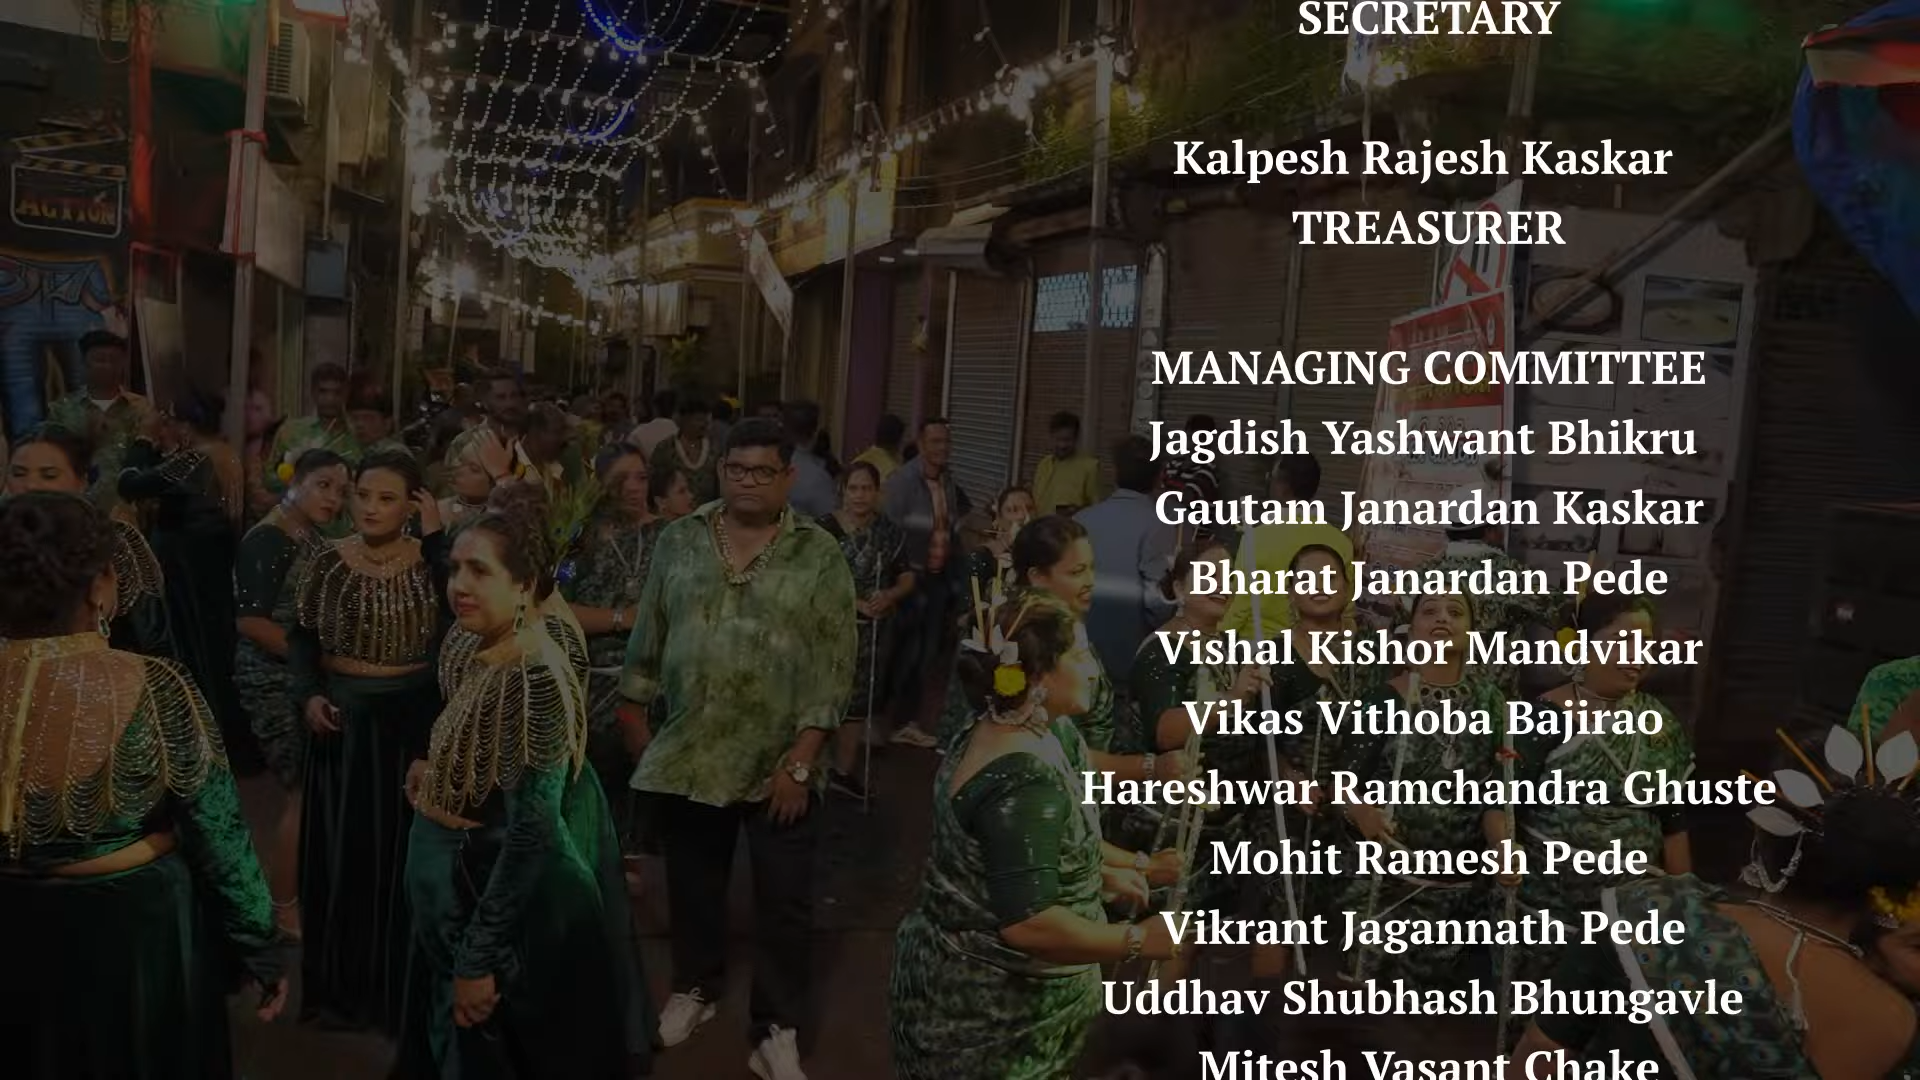 SECRETARY
Kalpesh Rajesh Kaskar
TREASURER
MANAGING COMMITTEE
Jagdish Yashwant Bhikru
Gautam Janardan Kaskar
Bharat Janardan Pede
Vishal Kishor Mandvikar
Vikas Vithoba Bajirao
Hareshwar Ramchandra Ghuste
Mohit Ramesh Pede
Vikrant Jagannath Pede
Uddhav Shubhash Bhungavle
Mitesh Vasant Chake
ACTION